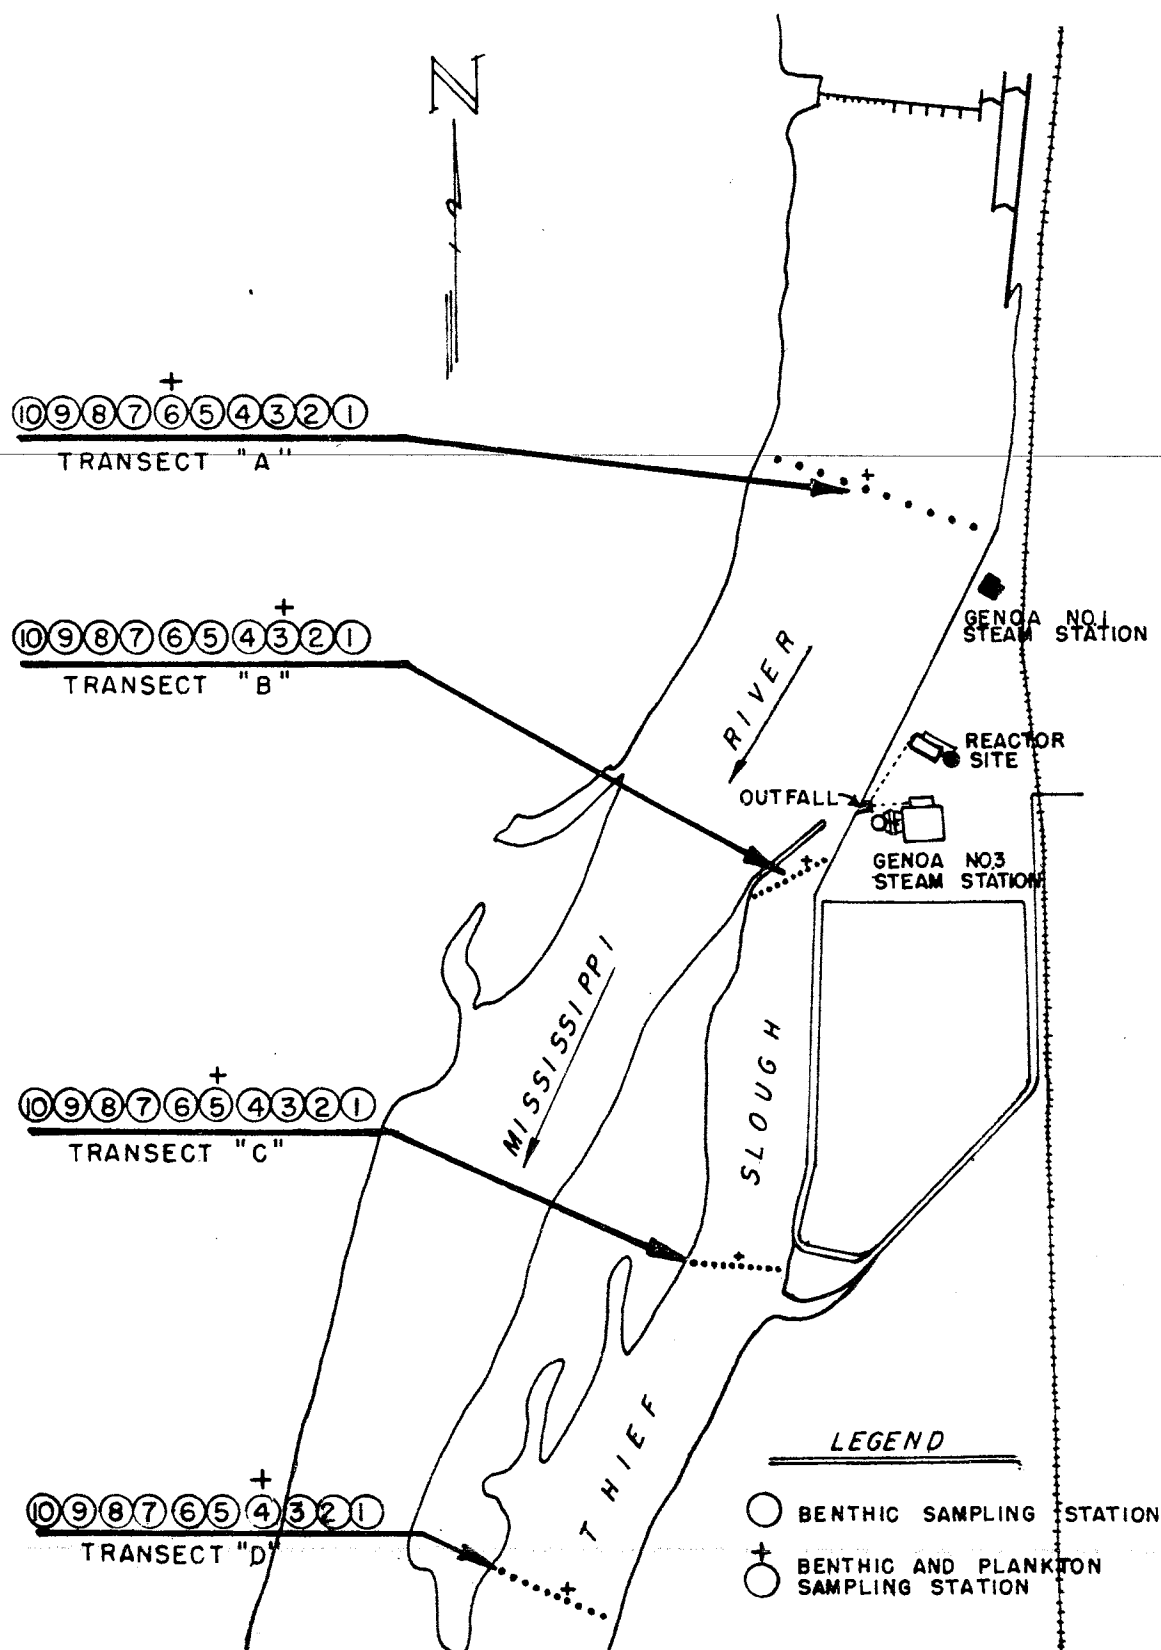 N
+
10 9 8 7 6 5 4 3 2 1
TRANSECT "A"
+
+
10 9 8 7 6 5 4 3 2 1
TRANSECT "B"
GENOA NO.1
STEAM STATION
RIVER
REACTOR
SITE
OUTFALL
+
GENOA NO.3
STEAM STATION
MISSISSIPPI
SLOUGH
+
10 9 8 7 6 5 4 3 2 1
TRANSECT "C"
+
THIEF
LEGEND
+
10 9 8 7 6 5 4 3 2 1
TRANSECT "D"
+
BENTHIC SAMPLING STATION
+
BENTHIC AND PLANKTON
SAMPLING STATION